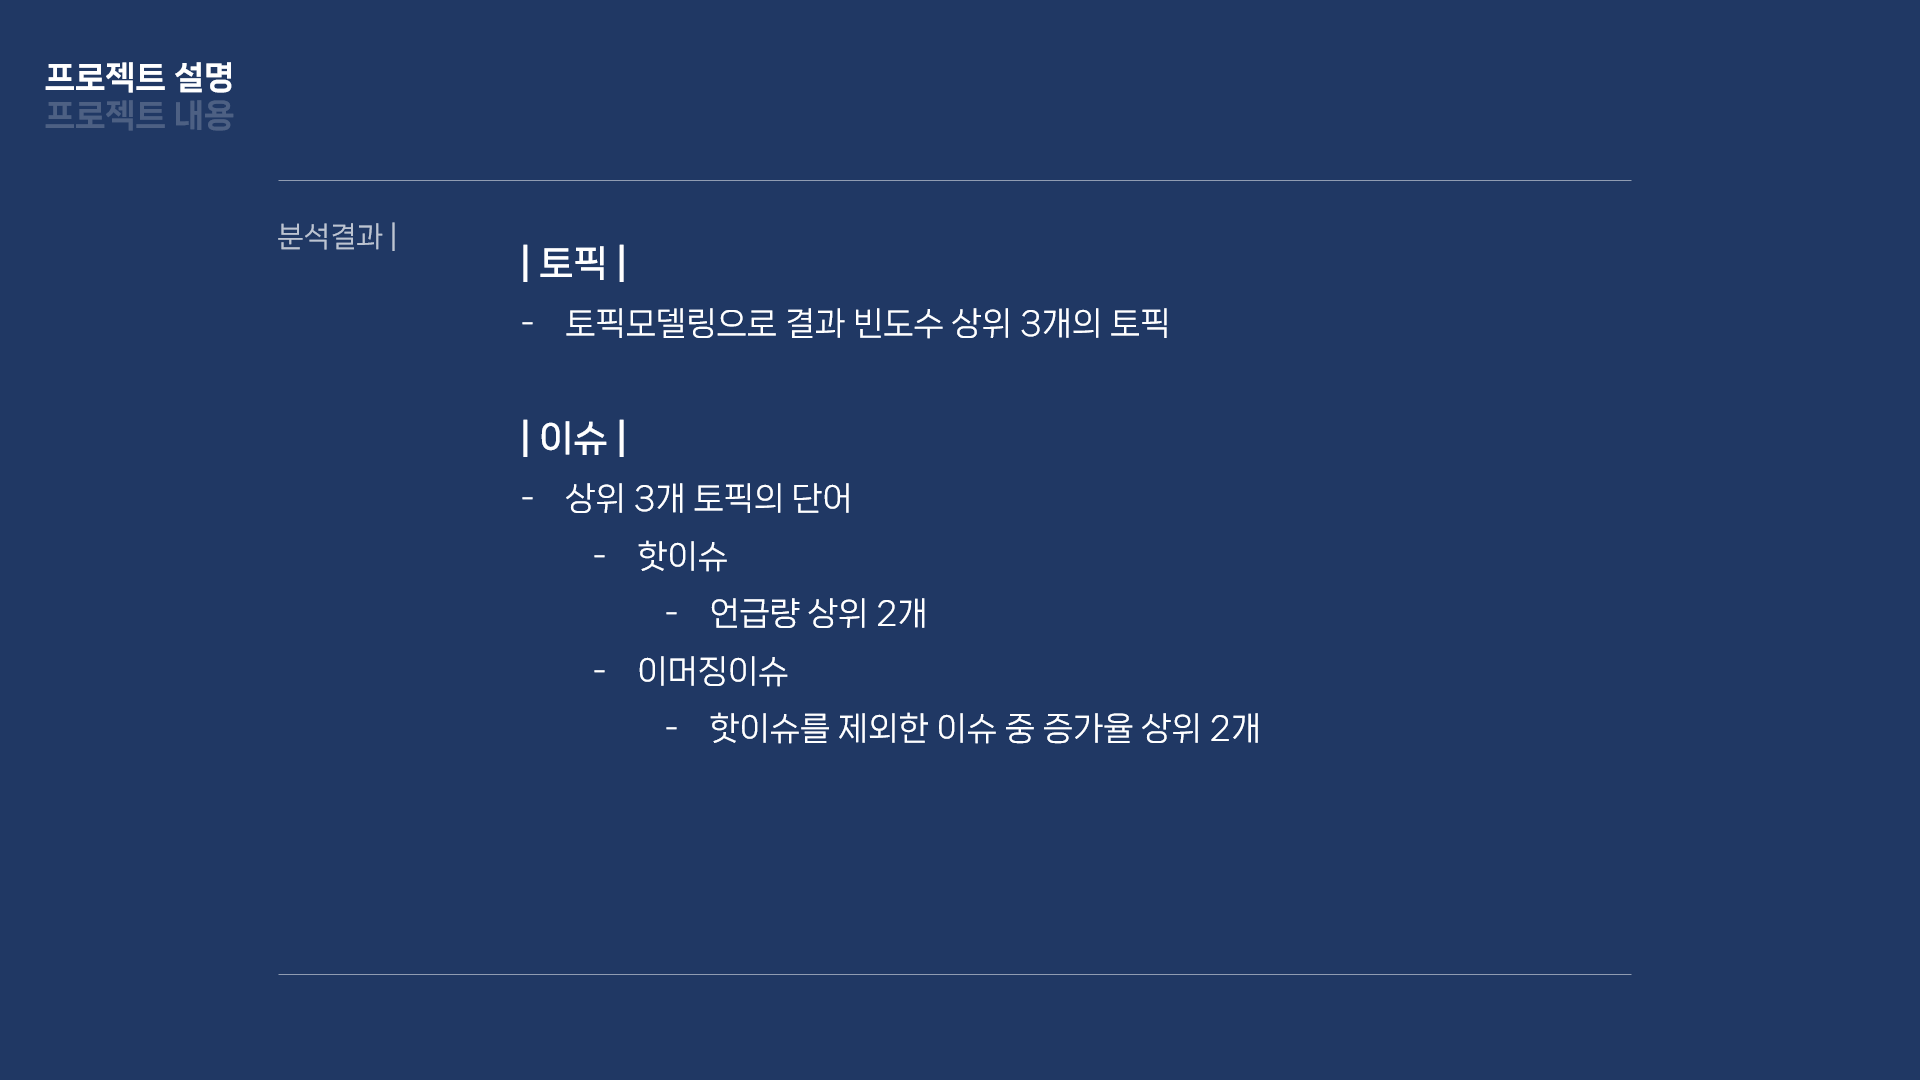 프로젝트 설명
프로젝트 내용
분석결과 |
| 토픽 |
- 토픽모델링으로 결과 빈도수 상위 3개의 토픽
| 이슈 |
- 상위 3개 토픽의 단어
- 핫이슈
- 언급량 상위 2개
- 이머징이슈
- 핫이슈를 제외한 이슈 중 증가율 상위 2개